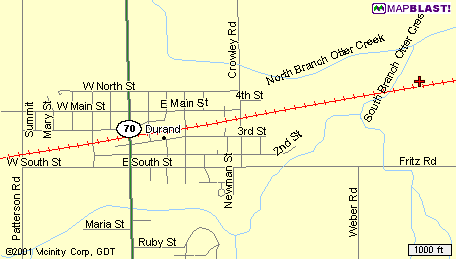 MAPBLAST!
Crowley Rd
North Branch Otter Creek
South Branch Otter Cree
W North St
4th St
Summit
Mary St
W Main St
E Main St
70
Durand
3rd St
2nd St
W South St
E South St
Fritz Rd
Patterson Rd
Newman St
Weber Rd
Maria St
Ruby St
©2001 Vicinity Corp, GDT
1000 ft